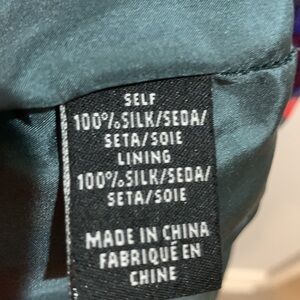 SELF
100%SILK/SEDA/
SETA/SOIE
LINING
100%SILK/SEDA/
SETA/SOIE
MADE IN CHINA
FABRIQUÉ EN
CHINE